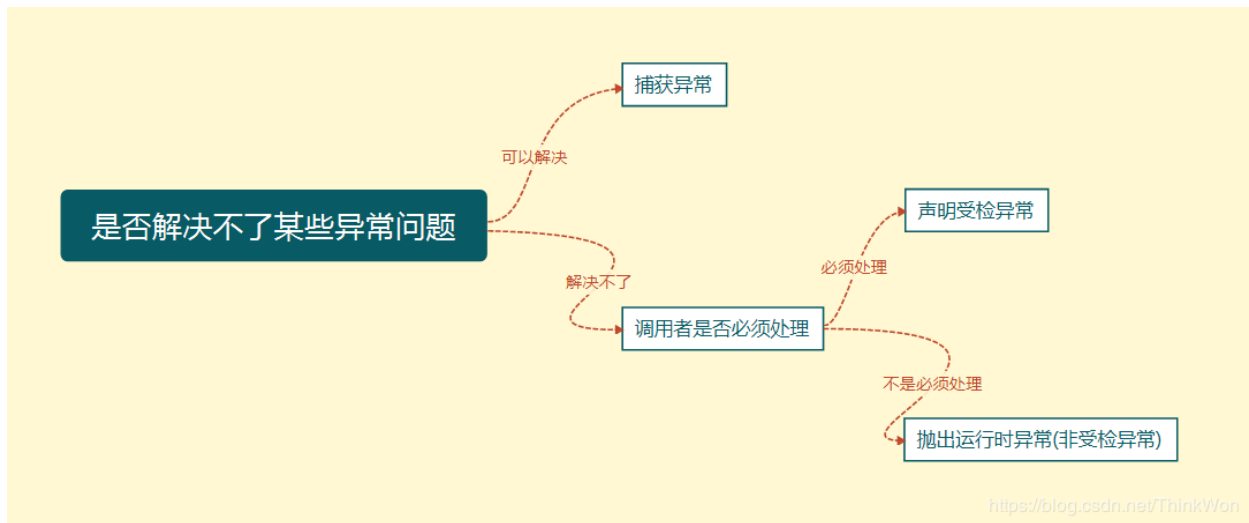 捕获异常
可以解决
是否解决不了某些异常问题
声明受检异常
必须处理
解决不了
调用者是否必须处理
不是必须处理
抛出运行时异常(非受检异常)
https://blog.csdn.net/ThinkWon